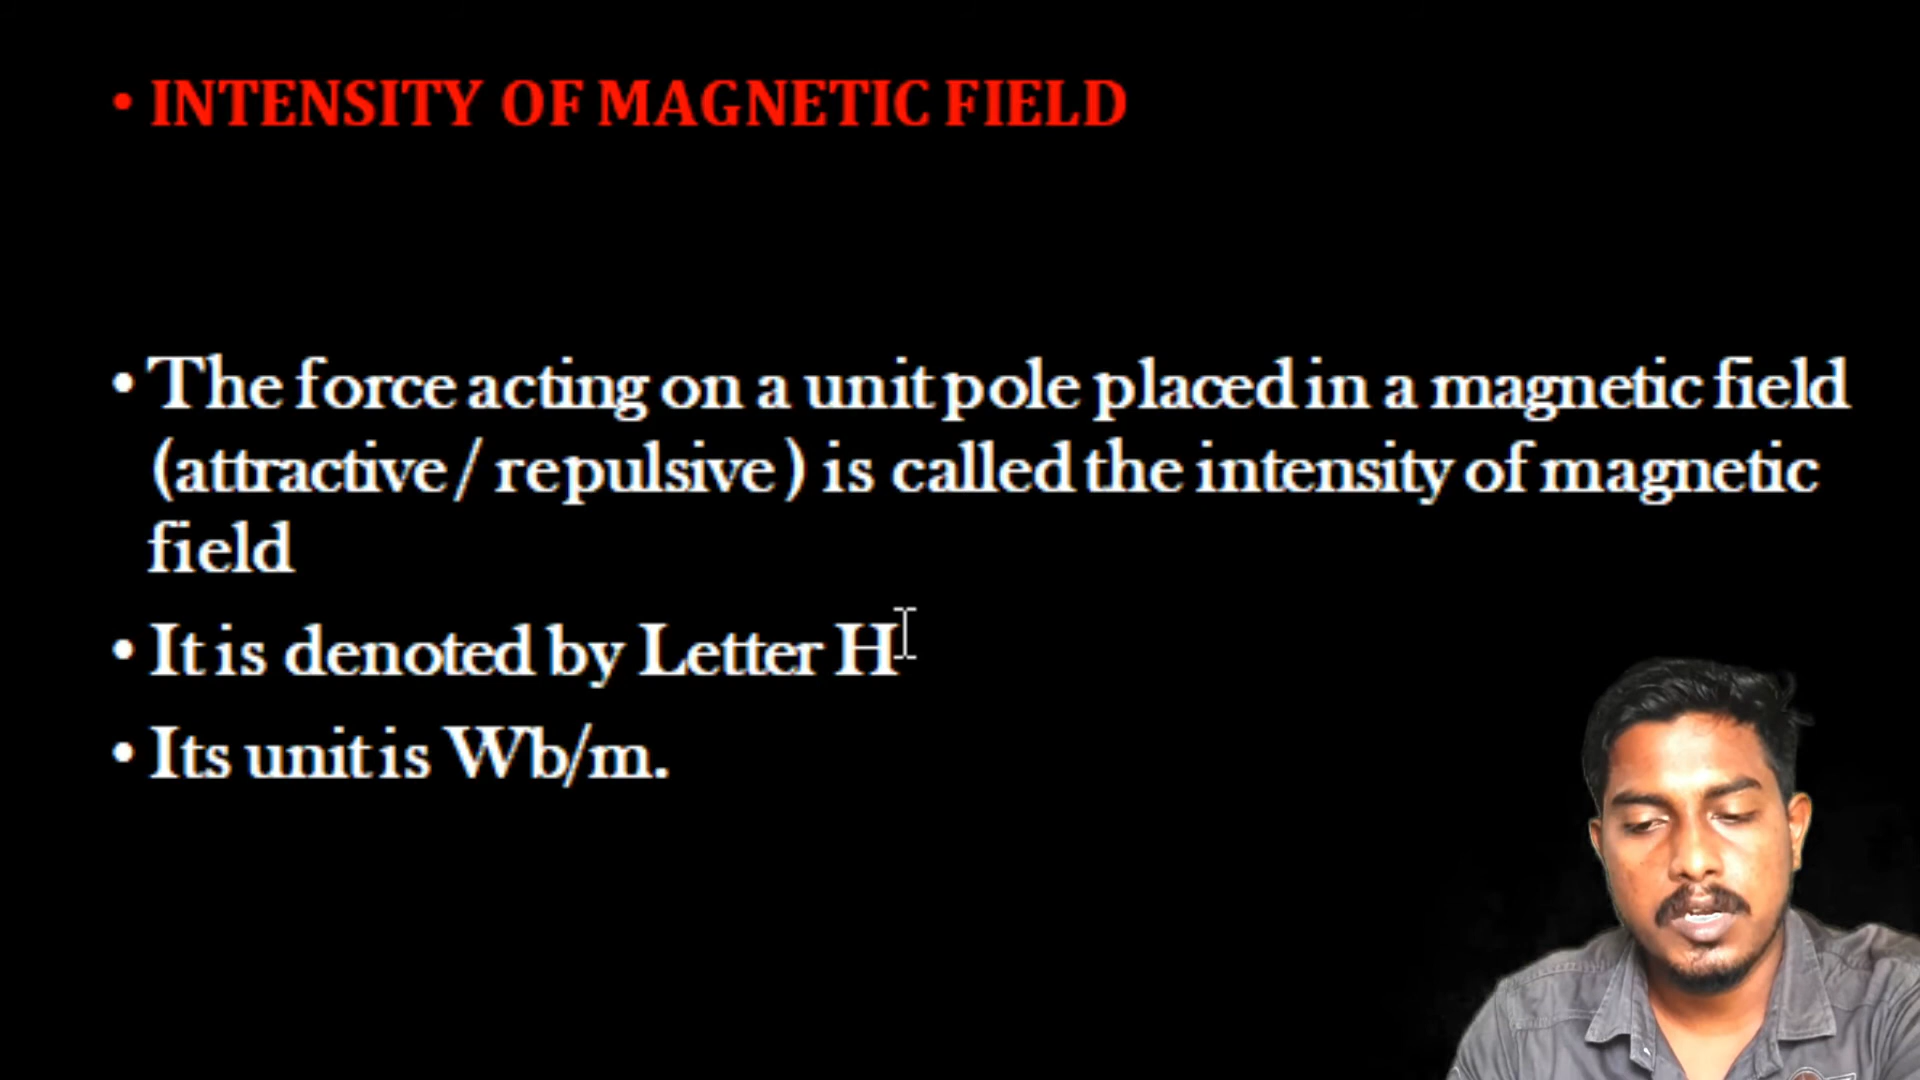 • INTENSITY OF MAGNETIC FIELD
• The force acting on a unit pole placed in a magnetic field
(attractive / repulsive) is called the intensity of magnetic
field
• It is denoted by Letter H
• Its unit is Wb/m.